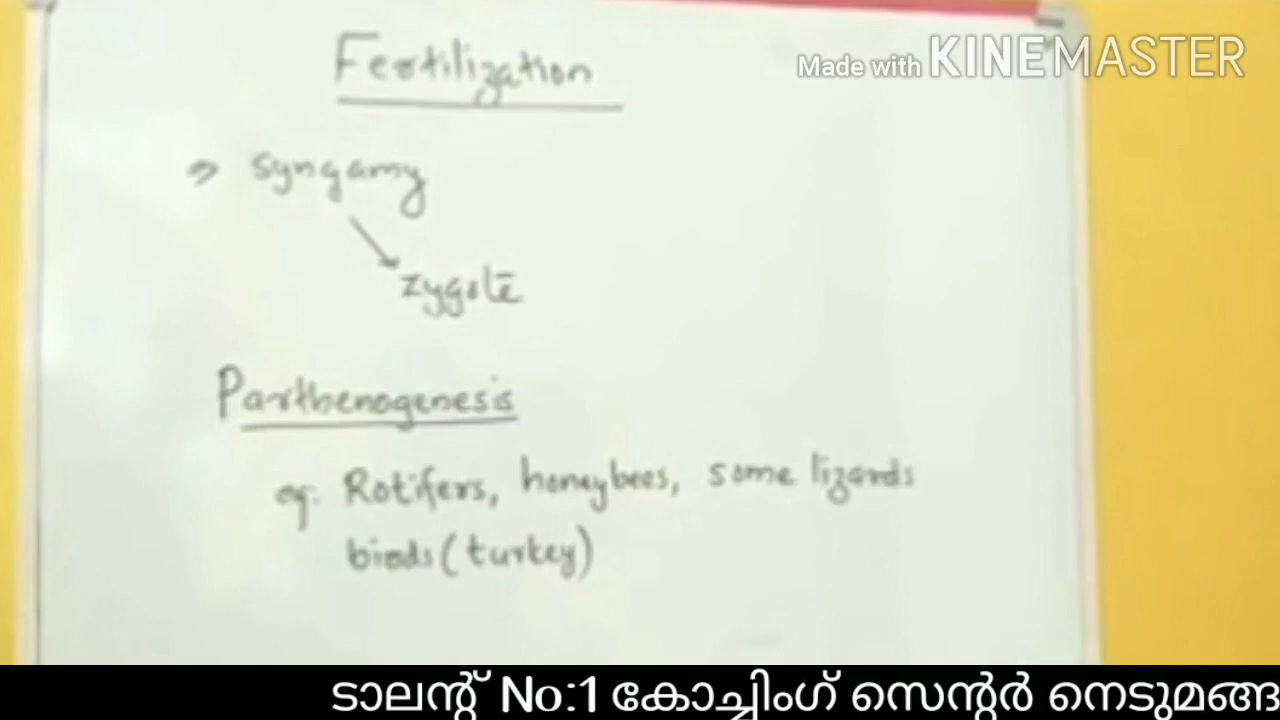 Fertilization
Made with KINEMASTER
⇒ Syngamy
zygote
Parthenogenesis
eg. Rotifers, honeybees, some lizards
birds (turkey)
ടാലന്റ് No:1 കോച്ചിംഗ് സെന്റർ നെടുമങ്ങ